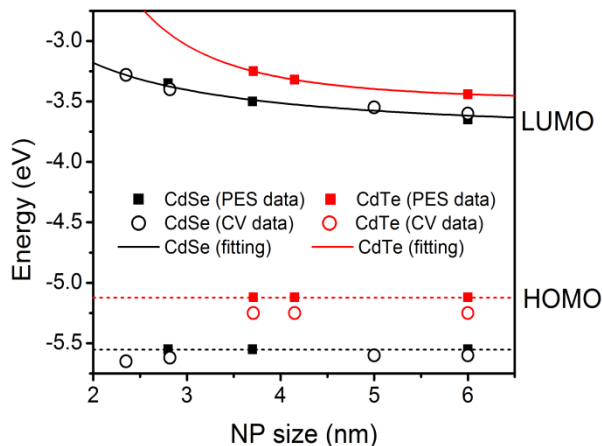 -3.0
-3.5
LUMO
-4.0
CdSe (PES data) CdTe (PES data)
CdSe (CV data) CdTe (CV data)
CdSe (fitting) CdTe (fitting)
-4.5
-5.0
HOMO
-5.5
Energy (eV)
2 3 4 5 6
NP size (nm)